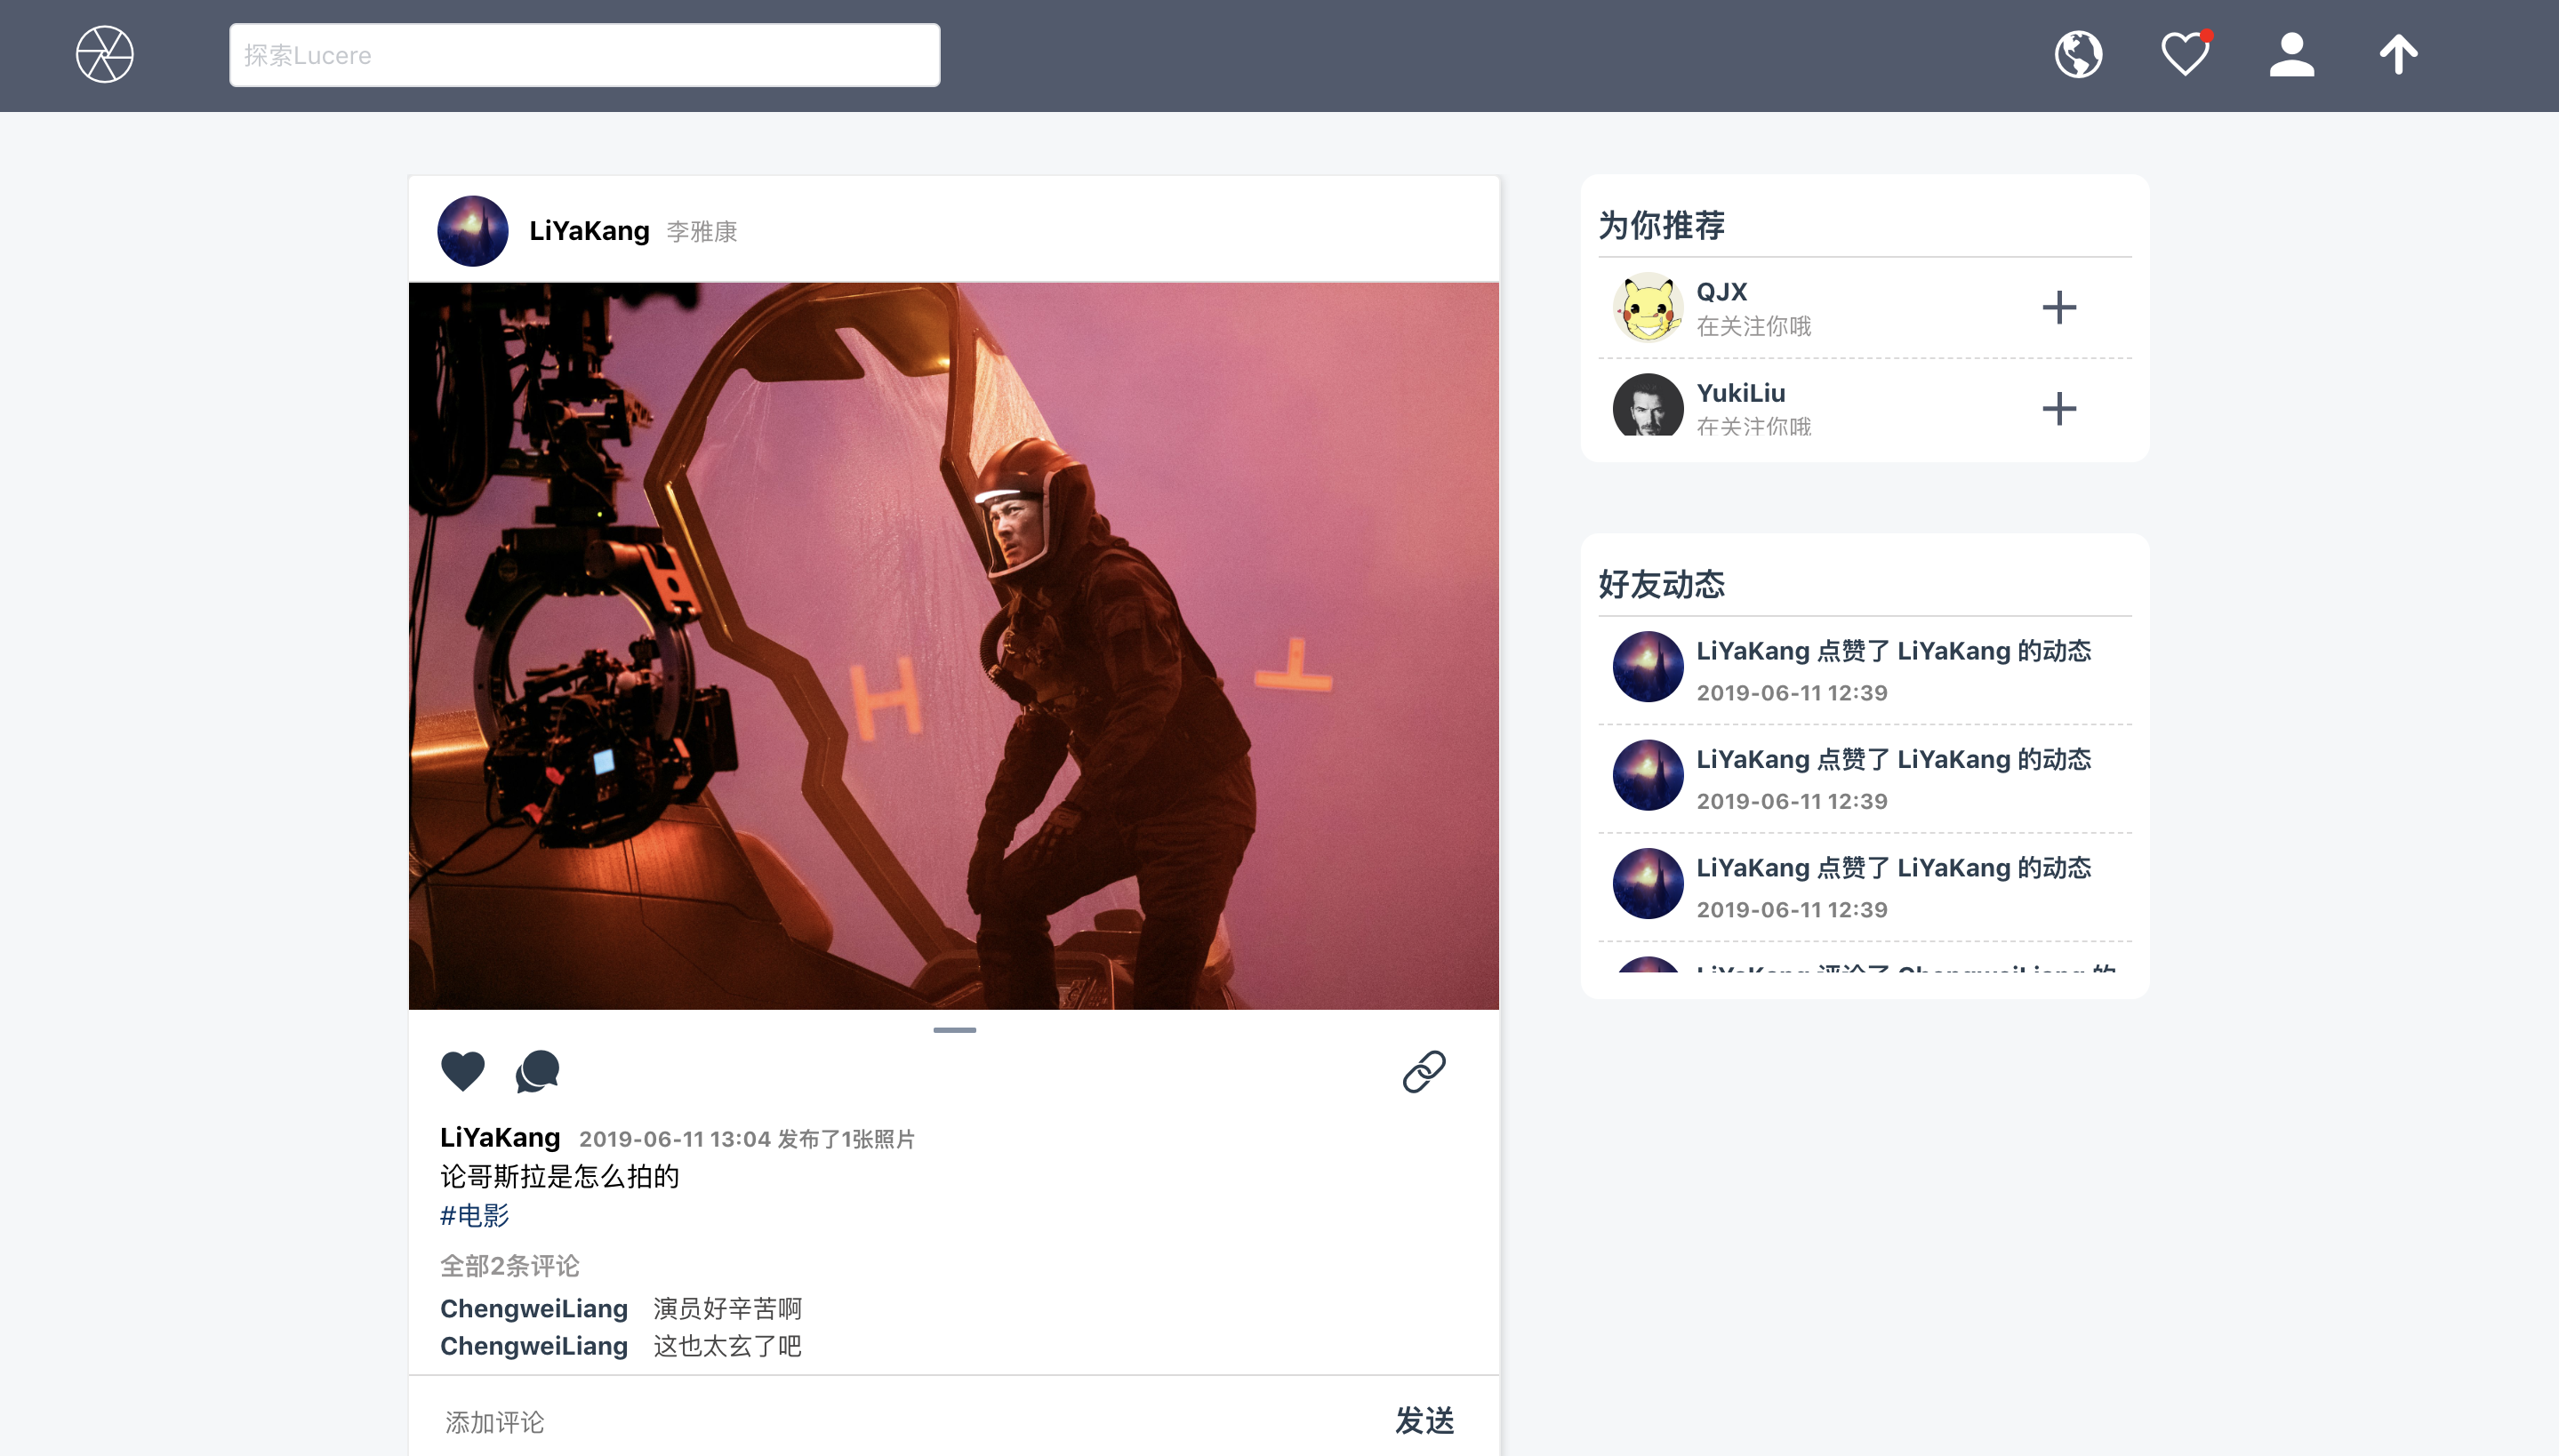 探索Lucere
LiYaKang 李雅康
H
T
LiYaKang 2019-06-11 13:04 发布了1张照片
论哥斯拉是怎么拍的
#电影
全部2条评论
ChengweiLiang 演员好辛苦啊
ChengweiLiang 这也太玄了吧
添加评论 发送
为你推荐
QJX
在关注你哦
YukiLiu
在关注你哦
好友动态
LiYaKang 点赞了 LiYaKang 的动态
2019-06-11 12:39
LiYaKang 点赞了 LiYaKang 的动态
2019-06-11 12:39
LiYaKang 点赞了 LiYaKang 的动态
2019-06-11 12:39
LiYaKang 评论了 ChengweiLiang 的